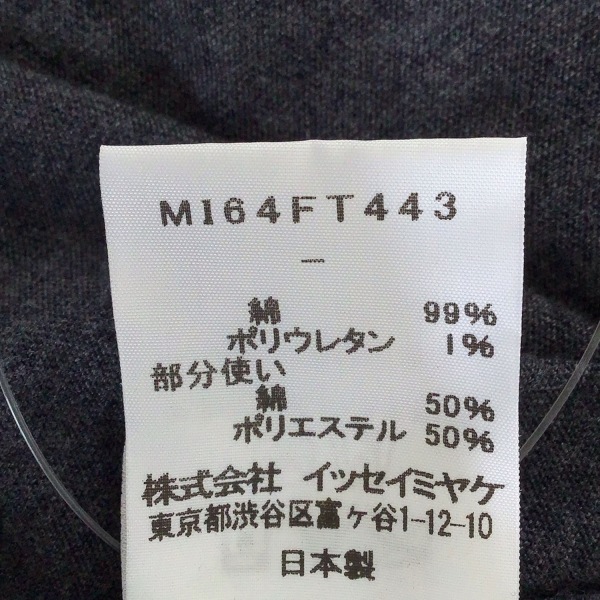 MI64FT443
—
綿 99%
ポリウレタン 1%
部分使い
綿 50%
ポリエステル 50%
株式会社 イッセイミヤケ
東京都渋谷区富ヶ谷1-12-10
日本製